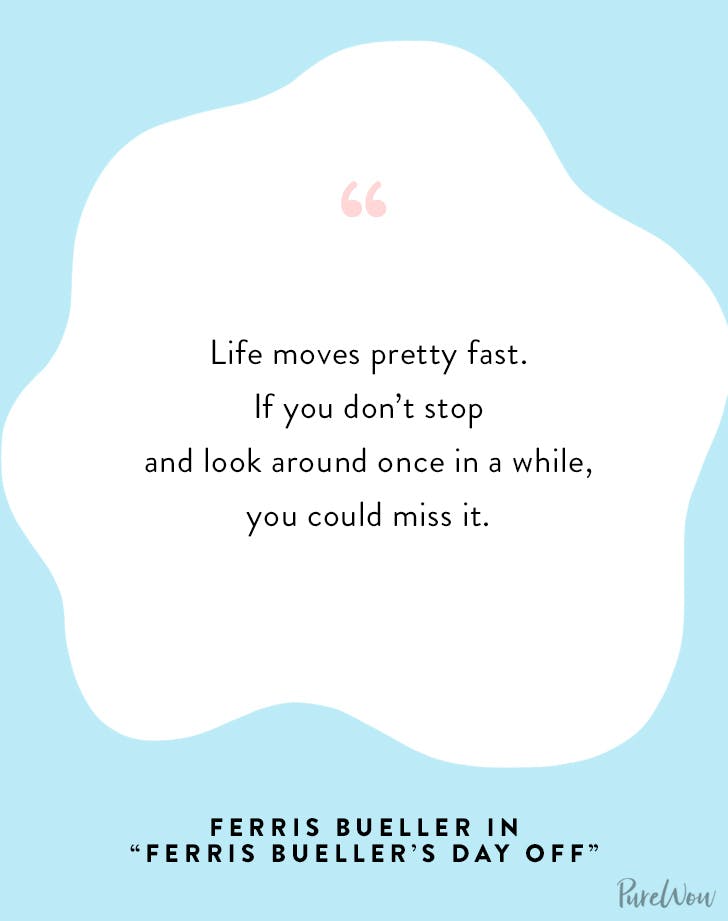 “
Life moves pretty fast.
If you don’t stop
and look around once in a while,
you could miss it.
FERRIS BUELLER IN
“FERRIS BUELLER’S DAY OFF”
PureWow